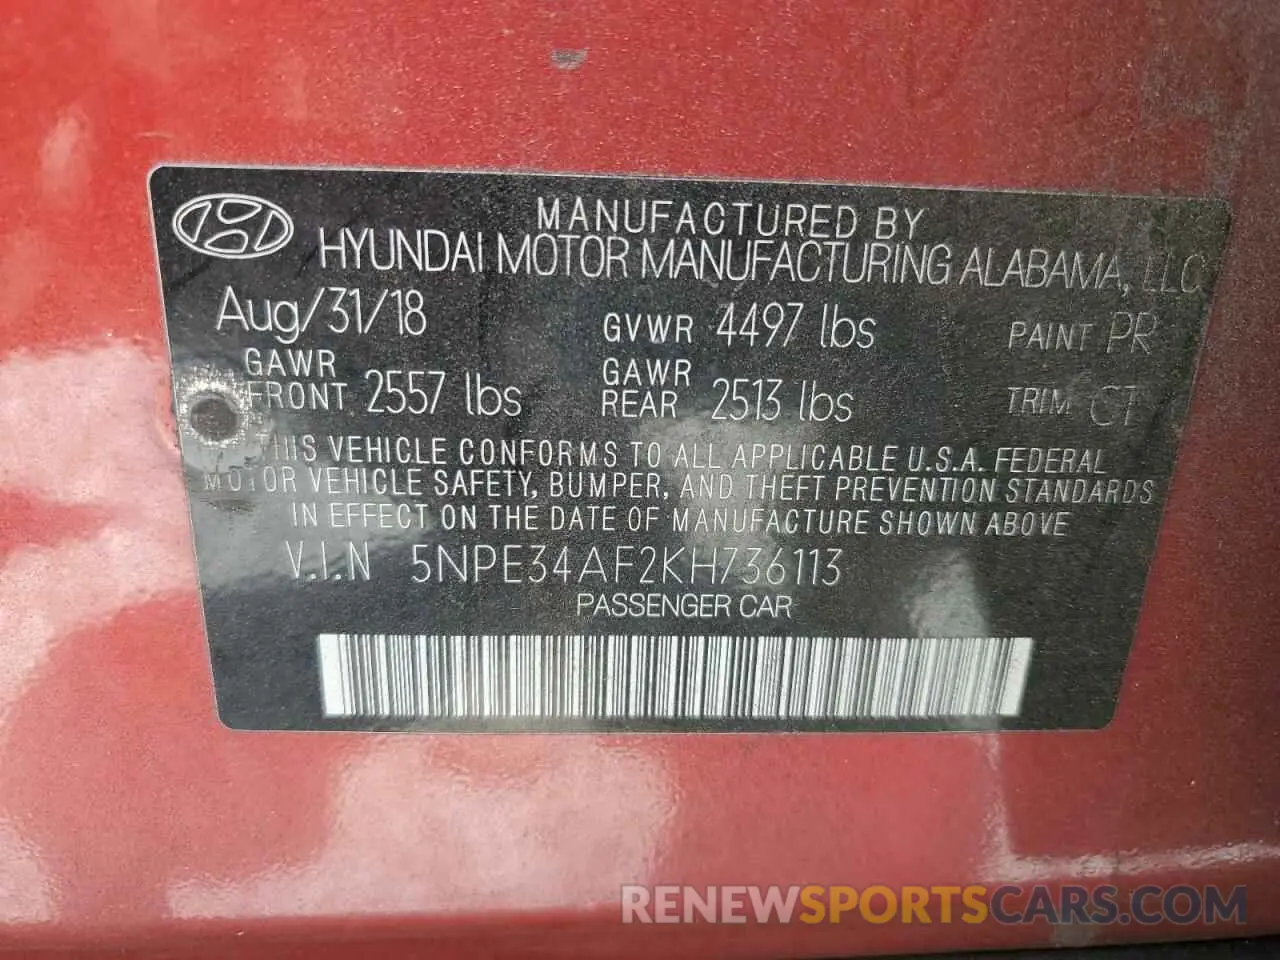 MANUFACTURED BY
HYUNDAI MOTOR MANUFACTURING ALABAMA, LLC
Aug/31/18 GVWR 4497 lbs PAINT PR
GAWR FRONT 2557 lbs GAWR REAR 2513 lbs TRIM CT
THIS VEHICLE CONFORMS TO ALL APPLICABLE U.S.A. FEDERAL
MOTOR VEHICLE SAFETY, BUMPER, AND THEFT PREVENTION STANDARDS
IN EFFECT ON THE DATE OF MANUFACTURE SHOWN ABOVE
V.I.N 5NPE34AF2KH736113
PASSENGER CAR
RENEWSPORTSCARS.COM